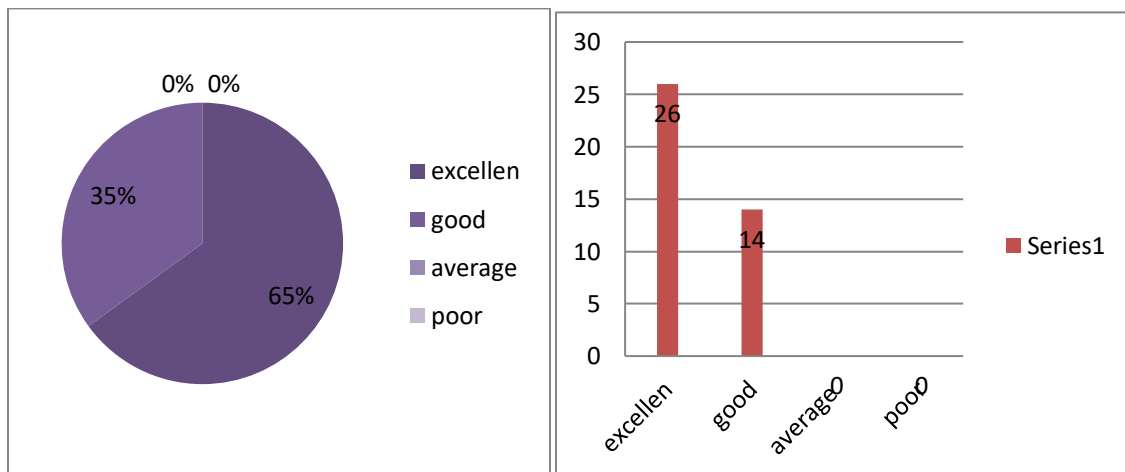 0% 0%
35%
65%
excellen
good
average
poor
30
25
20
15
10
5
0
26
14
0
0
excellen
good
average
poor
Series1